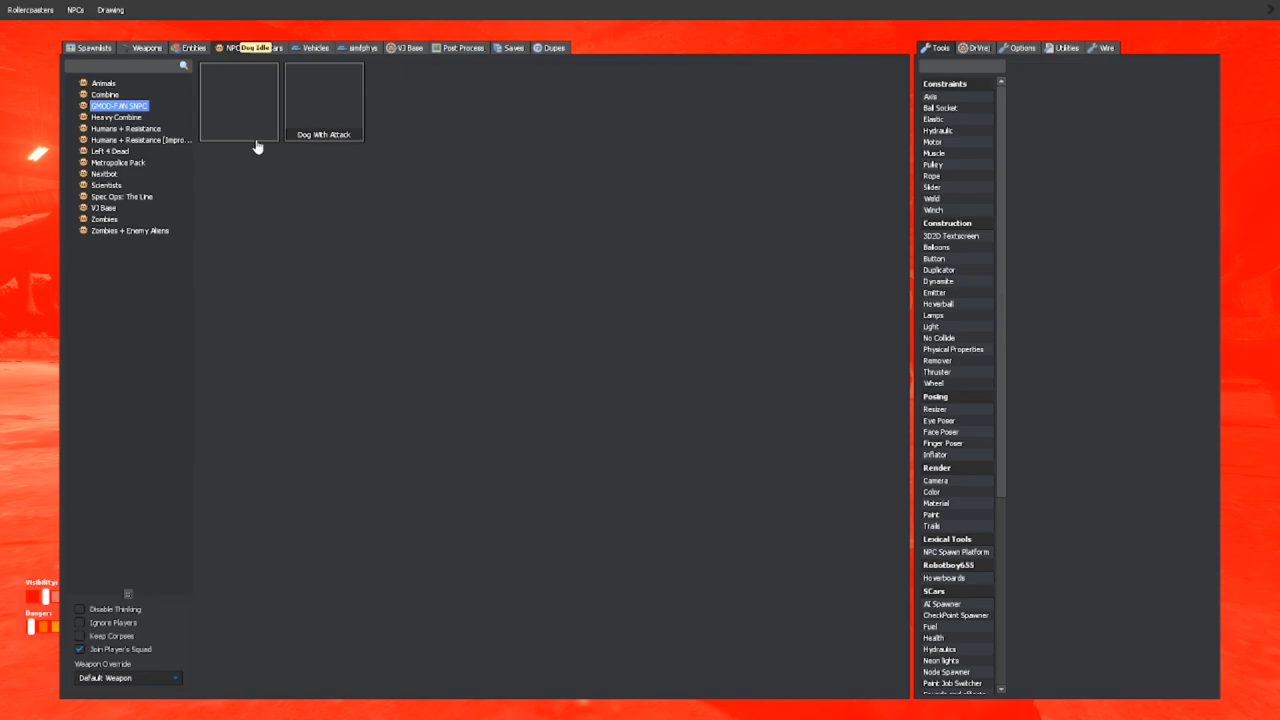 Rollercoasters NPCs Drawing
Spawnlists Weapons Entities NPC Dog Idle ars Vehicles simfphys VJ Base Post Process Saves Dupes
Tools DrVrej Options Utilities Wire
Animals
Combine
GMOD-FAN SNPC
Heavy Combine
Humans + Resistance
Humans + Resistance [Impro...
Left 4 Dead
Metropolice Pack
Nextbot
Scientists
Spec Ops: The Line
VJ Base
Zombies
Zombies + Enemy Aliens
Dog With Attack
Visibility:
Danger:
Disable Thinking
Ignore Players
Keep Corpses
Join Player's Squad
Weapon Override
Default Weapon
Constraints
Axis
Ball Socket
Elastic
Hydraulic
Motor
Muscle
Pulley
Rope
Slider
Weld
Winch
Construction
3D2D Textscreen
Balloons
Button
Duplicator
Dynamite
Emitter
Hoverball
Lamps
Light
No Collide
Physical Properties
Remover
Thruster
Wheel
Posing
Resizer
Eye Poser
Face Poser
Finger Poser
Inflator
Render
Camera
Color
Material
Paint
Trails
Lexical Tools
NPC Spawn Platform
Robotboy655
Hoverboards
SCars
AI Spawner
CheckPoint Spawner
Fuel
Health
Hydraulics
Neon lights
Node Spawner
Paint Job Switcher